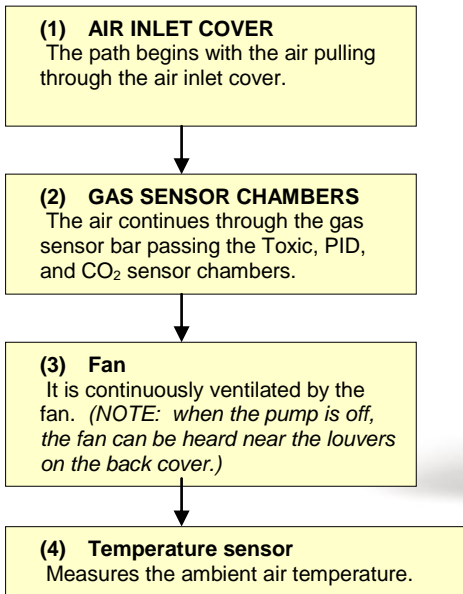 (1) AIR INLET COVER
The path begins with the air pulling
through the air inlet cover.
(2) GAS SENSOR CHAMBERS
The air continues through the gas
sensor bar passing the Toxic, PID,
and CO₂ sensor chambers.
(3) Fan
It is continuously ventilated by the
fan. (NOTE: when the pump is off,
the fan can be heard near the louvers
on the back cover.)
(4) Temperature sensor
Measures the ambient air temperature.